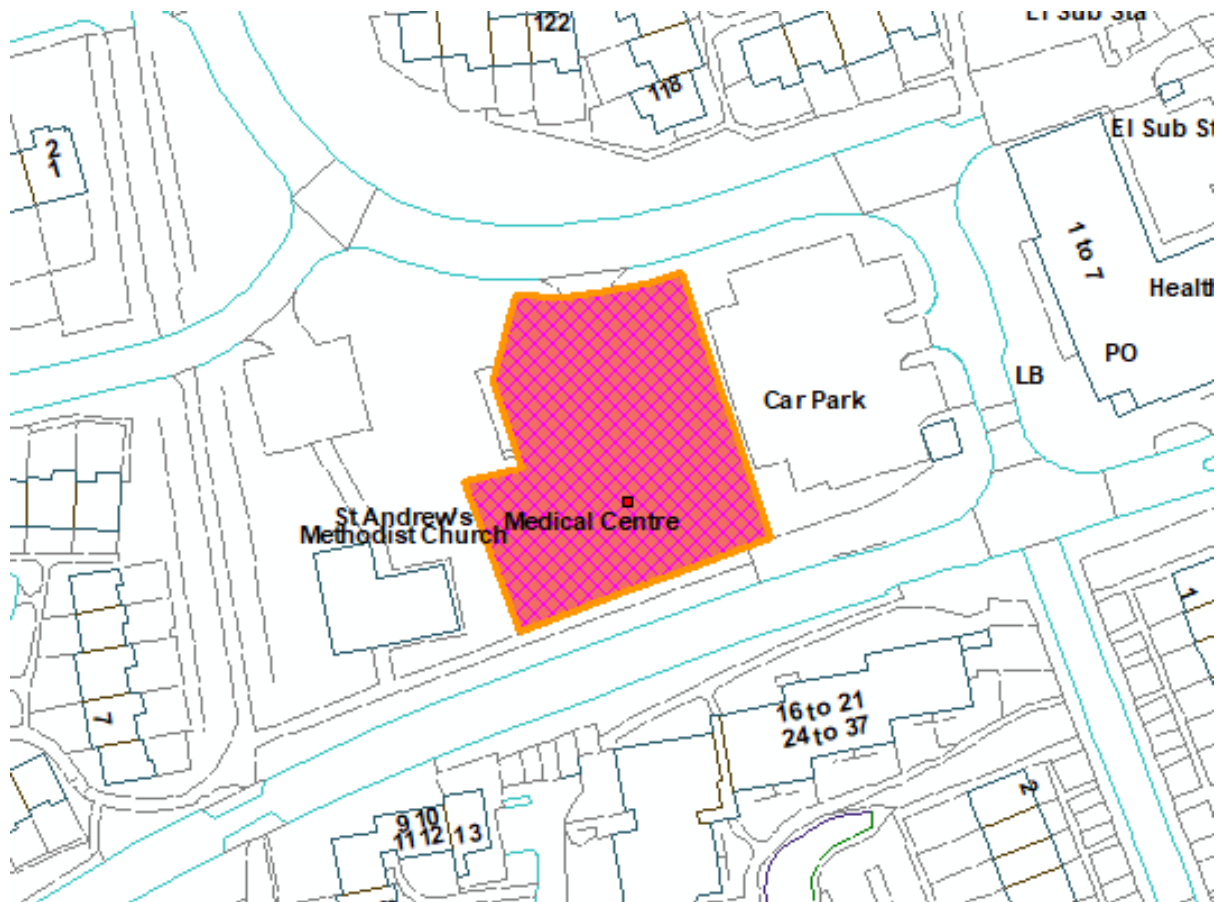 122
El Sub Sta
118
El Sub St
2
1
1 to 7
Health
PO
LB
Car Park
St Andrew's
Methodist Church
Medical Centre
1
7
16 to 21
24 to 37
2
9 10
11 12
13